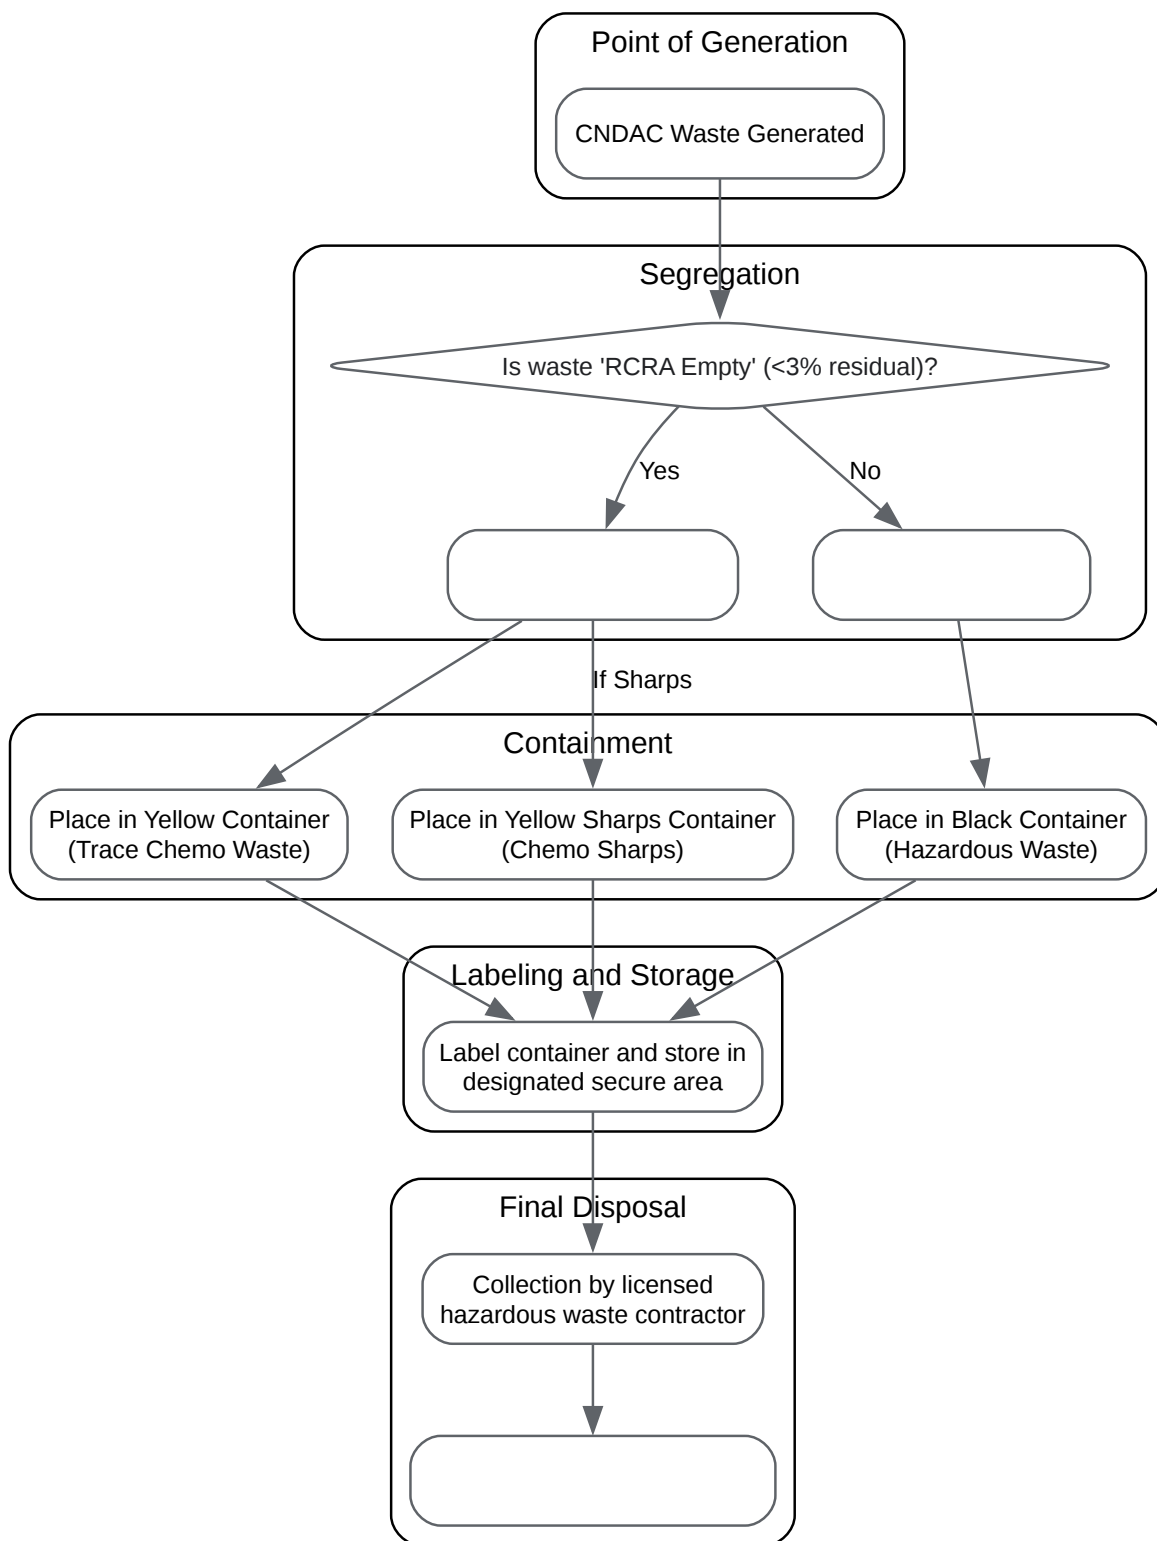 Point of Generation
CNDAC Waste Generated
Segregation
Is waste 'RCRA Empty' (<3% residual)?
Yes
No
If Sharps
Containment
Place in Yellow Container
(Trace Chemo Waste)
Place in Yellow Sharps Container
(Chemo Sharps)
Place in Black Container
(Hazardous Waste)
Labeling and Storage
Label container and store in
designated secure area
Final Disposal
Collection by licensed
hazardous waste contractor